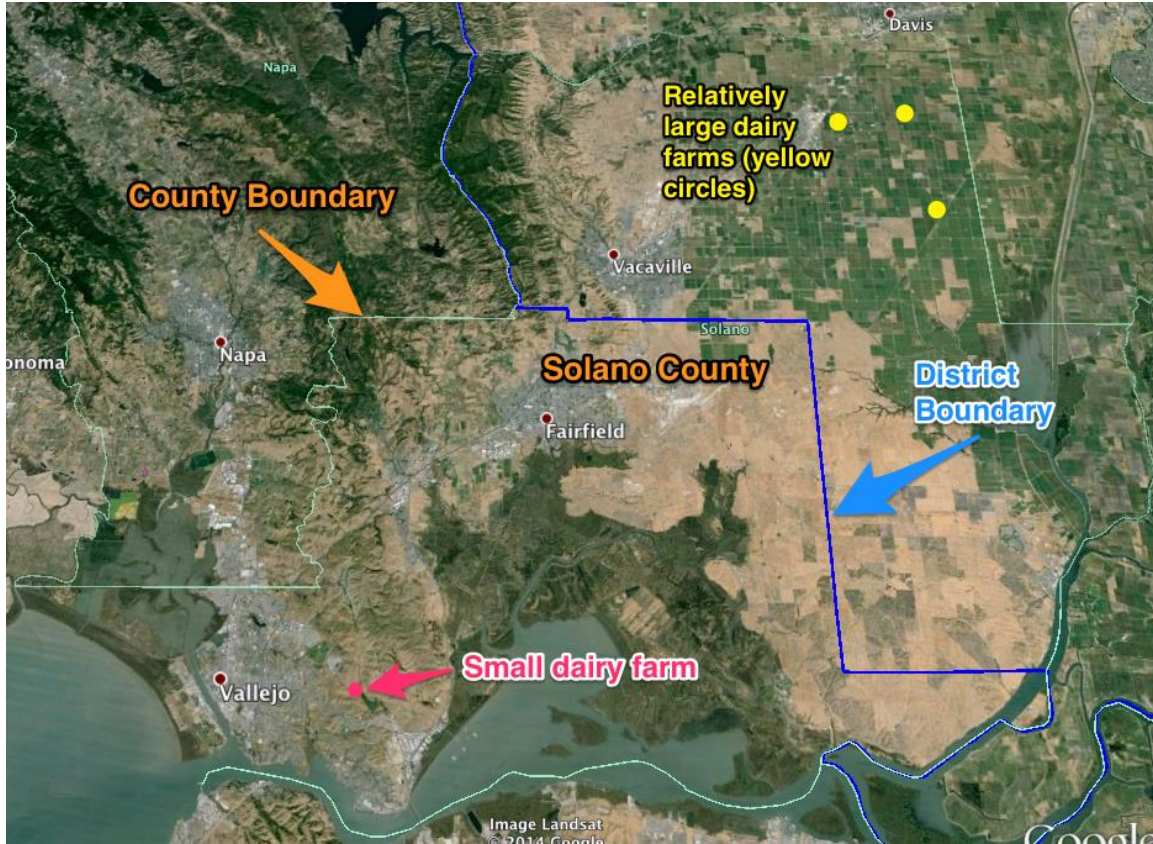 Davis
Napa
Relatively
large dairy
farms (yellow
circles)
County Boundary
Vacaville
Solano
Napa
onoma
Solano County
District
Boundary
Fairfield
Small dairy farm
Vallejo
Image Landsat
© 2014 Google
Google